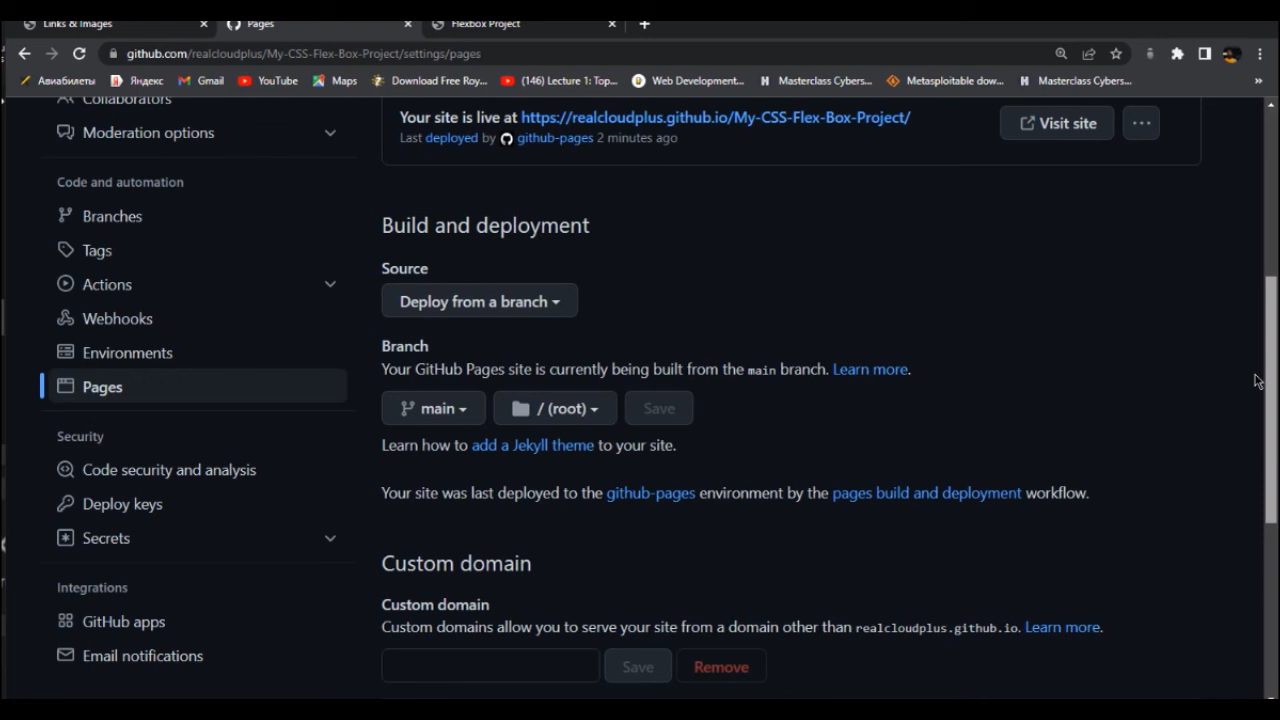 Links & Images
Pages
Flexbox Project
github.com/realcloudplus/My-CSS-Flex-Box-Project/settings/pages
Авиабилеты
Яндекс
Gmail
YouTube
Maps
Download Free Roy...
(146) Lecture 1: Top...
Web Development...
Masterclass Cybers...
Metasploitable dow...
Masterclass Cybers...
Collaborators
Moderation options
Code and automation
Branches
Tags
Actions
Webhooks
Environments
Pages
Security
Code security and analysis
Deploy keys
Secrets
Integrations
GitHub apps
Email notifications
Your site is live at https://realcloudplus.github.io/My-CSS-Flex-Box-Project/
Last deployed by github-pages 2 minutes ago
Visit site
Build and deployment
Source
Deploy from a branch
Branch
Your GitHub Pages site is currently being built from the main branch. Learn more.
main
/ (root)
Save
Learn how to add a Jekyll theme to your site.
Your site was last deployed to the github-pages environment by the pages build and deployment workflow.
Custom domain
Custom domain
Custom domains allow you to serve your site from a domain other than realcloudplus.github.io. Learn more.
Save
Remove